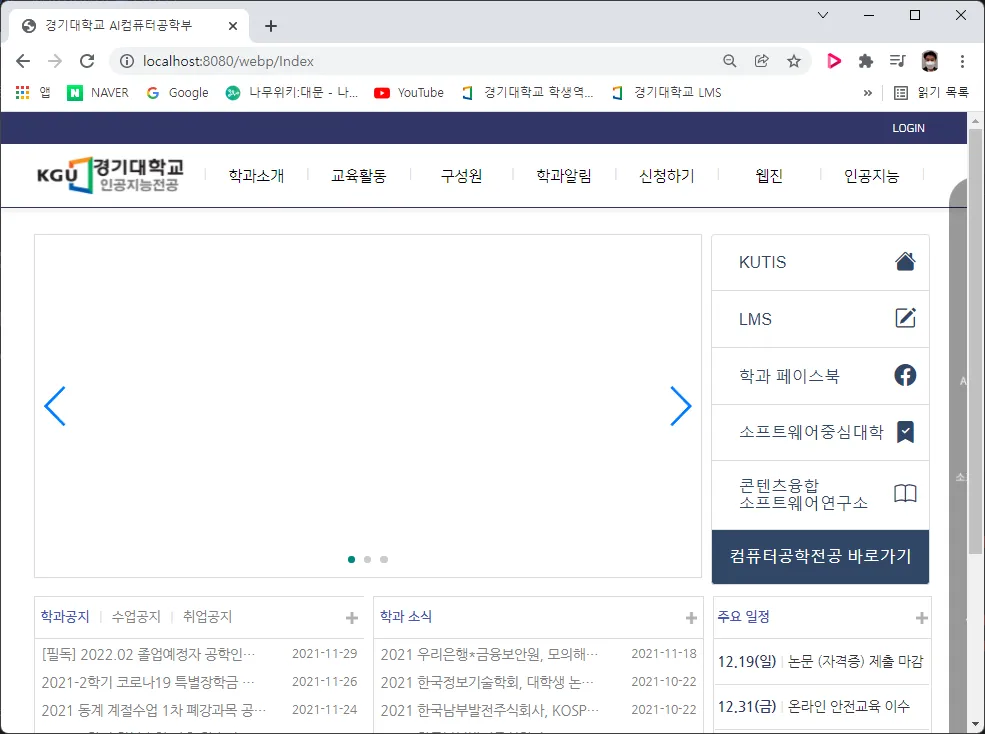 경기대학교 AI컴퓨터공학부
localhost:8080/webp/Index
앱 NAVER Google 나무위키:대문 - 나... YouTube 경기대학교 학생역... 경기대학교 LMS » 읽기 목록
LOGIN
KGU 경기대학교
인공지능전공
학과소개 교육활동 구성원 학과알림 신청하기 웹진 인공지능
KUTIS
LMS
학과 페이스북
소프트웨어중심대학
콘텐츠융합
소프트웨어연구소
컴퓨터공학전공 바로가기
A
소
학과공지 | 수업공지 | 취업공지 +
[필독] 2022.02 졸업예정자 공학인… 2021-11-29
2021-2학기 코로나19 특별장학금 … 2021-11-26
2021 동계 계절수업 1차 폐강과목 공… 2021-11-24
학과 소식 +
2021 우리은행*금융보안원, 모의해… 2021-11-18
2021 한국정보기술학회, 대학생 논… 2021-10-22
2021 한국남부발전주식회사, KOSP… 2021-10-22
주요 일정 +
12.19(일) | 논문 (자격증) 제출 마감
12.31(금) | 온라인 안전교육 이수